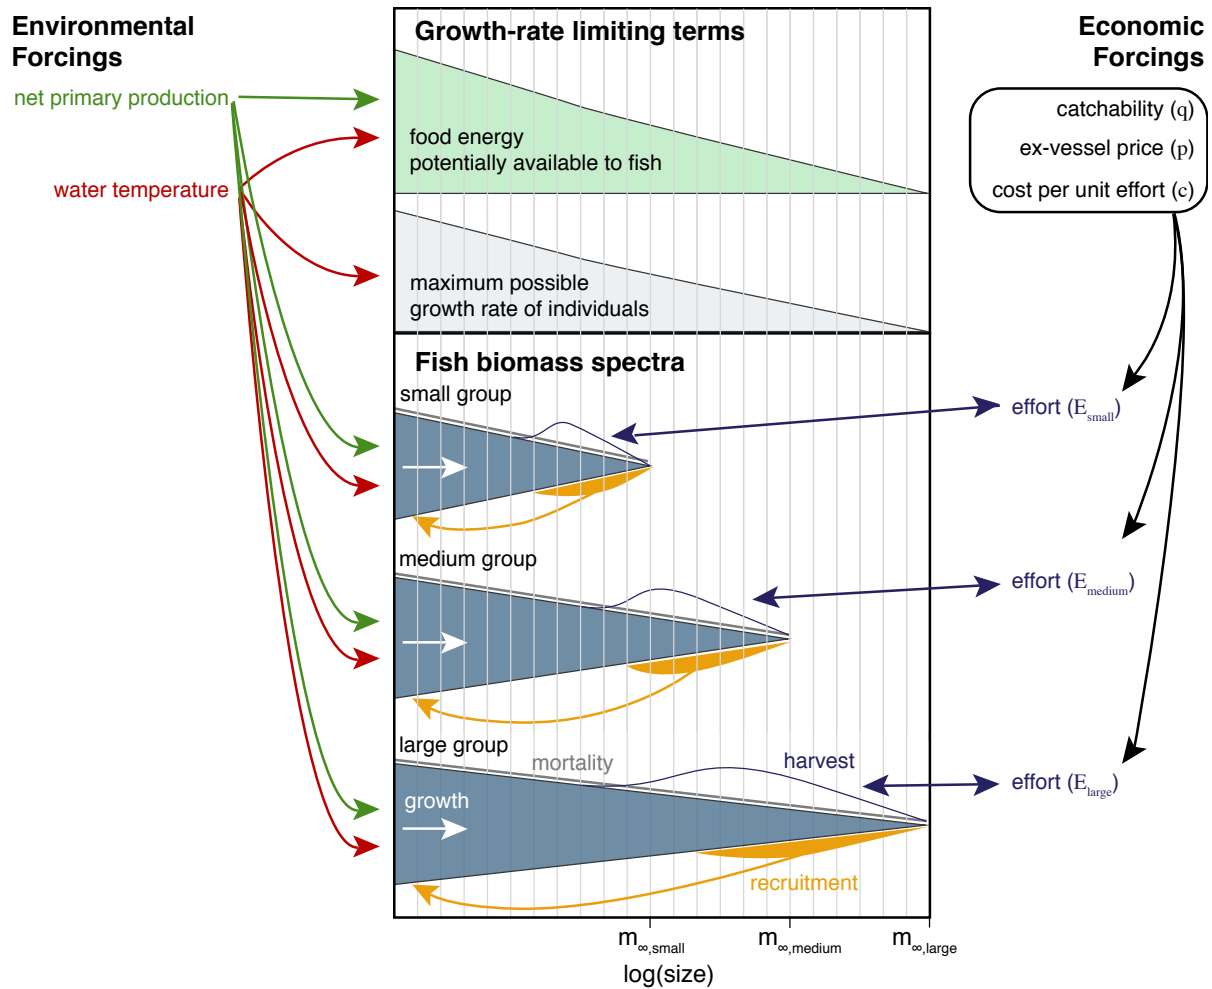 Environmental
Forcings
net primary production
water temperature
Growth-rate limiting terms
food energy
potentially available to fish
maximum possible
growth rate of individuals
Fish biomass spectra
small group
medium group
large group
mortality
harvest
growth
recruitment
m∞,small
m∞,medium
m∞,large
log(size)
Economic
Forcings
catchability (q)
ex-vessel price (p)
cost per unit effort (c)
effort (Esmall)
effort (Emedium)
effort (Elarge)